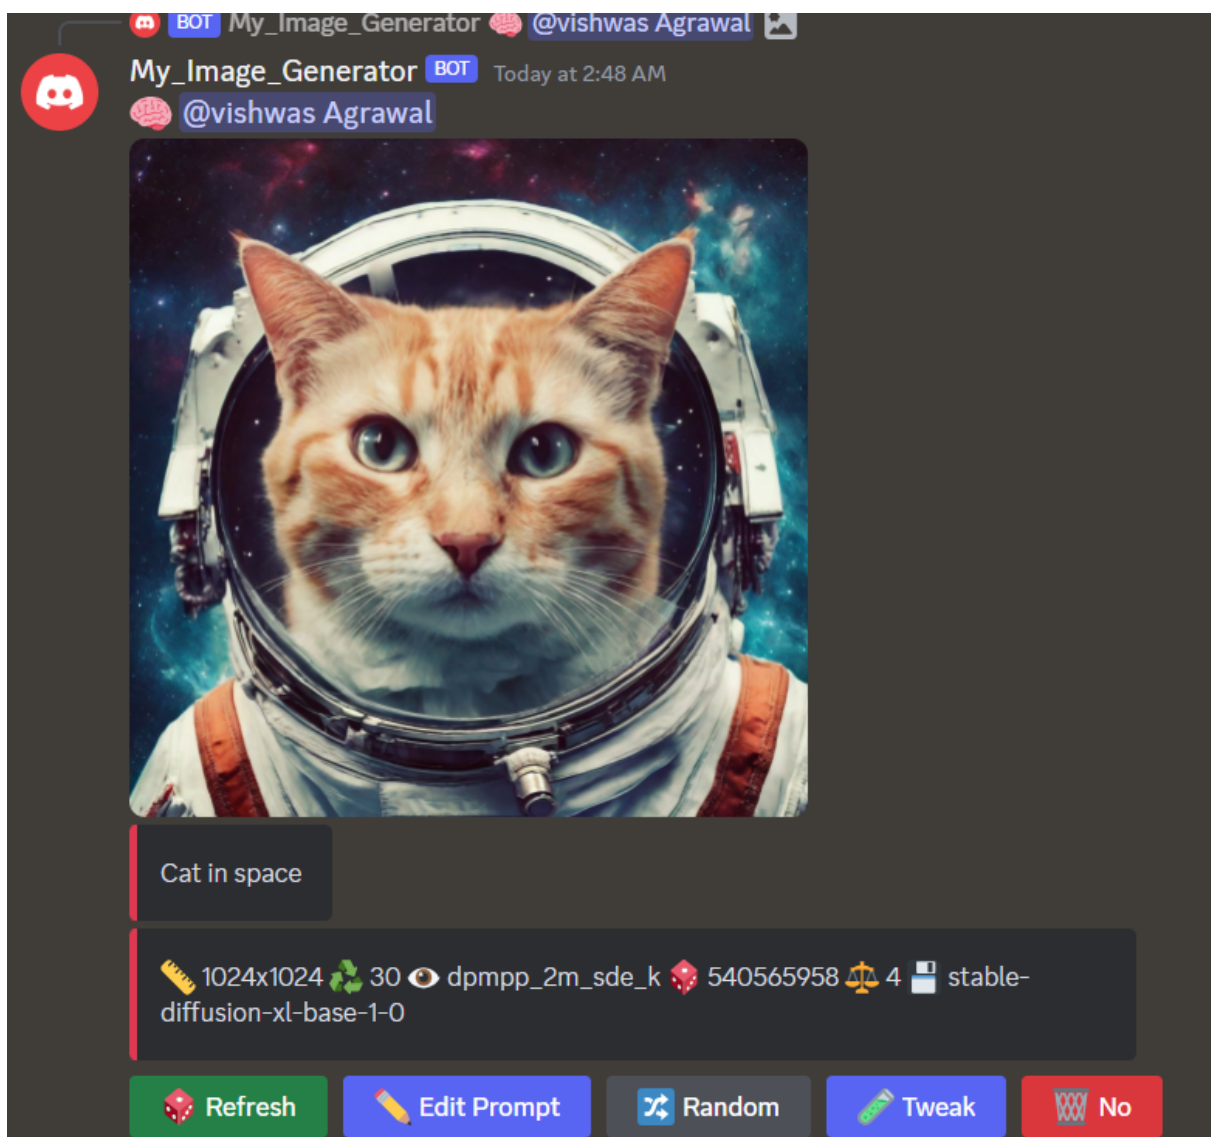 BOT My_Image_Generator @vishwas Agrawal
My_Image_Generator BOT Today at 2:48 AM
@vishwas Agrawal
Cat in space
1024x1024 30 dpmpp_2m_sde_k 540565958 4 stable-
diffusion-xl-base-1-0
Refresh Edit Prompt Random Tweak No